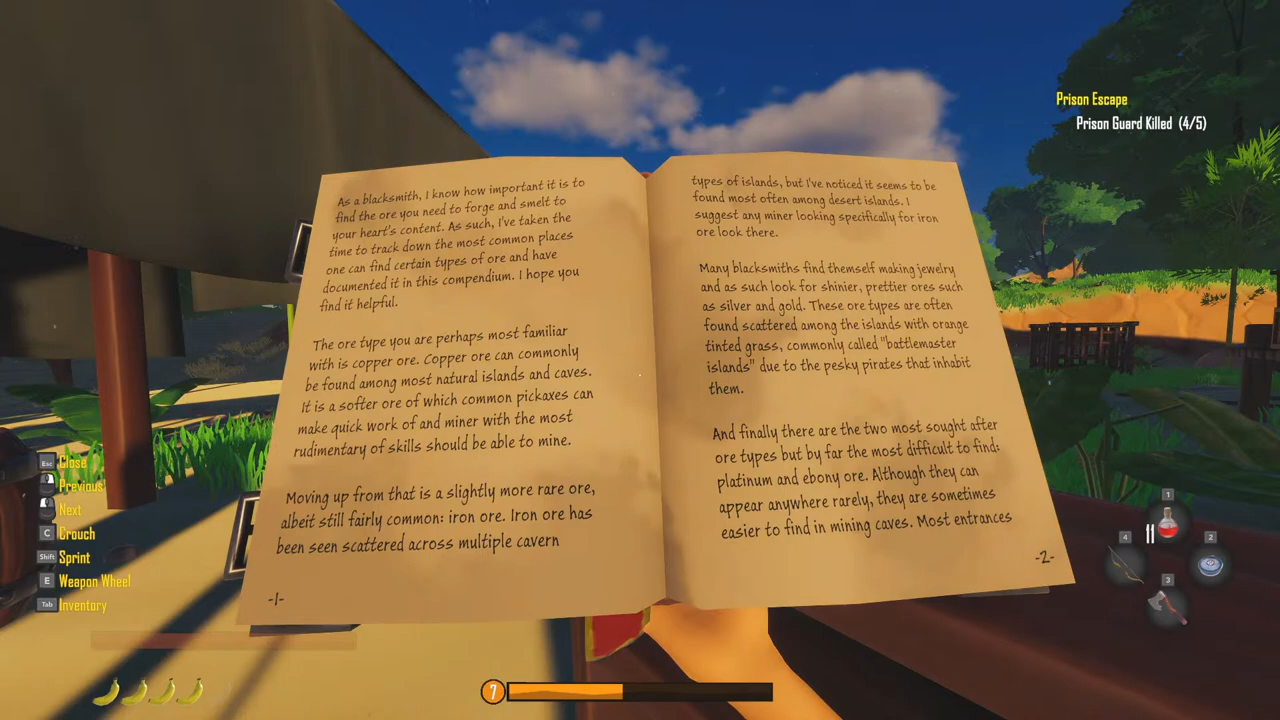 Prison Escape
Prison Guard Killed (4/5)
As a blacksmith, I know how important it is to
find the ore you need to forge and smelt to
your heart's content. As such, I've taken the
time to track down the most common places
one can find certain types of ore and have
documented it in this compendium. I hope you
find it helpful.
The ore type you are perhaps most familiar
with is copper ore. Copper ore can commonly
be found among most natural islands and caves.
It is a softer ore of which common pickaxes can
make quick work of and miner with the most
rudimentary of skills should be able to mine.
Moving up from that is a slightly more rare ore,
albeit still fairly common: iron ore. Iron ore has
been seen scattered across multiple cavern
-1-
types of islands, but I've noticed it seems to be
found most often among desert islands. I
suggest any miner looking specifically for iron
ore look there.
Many blacksmiths find themself making jewelry
and as such look for shinier, prettier ores such
as silver and gold. These ore types are often
found scattered among the islands with orange
tinted grass, commonly called "battlemaster
islands" due to the pesky pirates that inhabit
them.
And finally there are the two most sought after
ore types but by far the most difficult to find:
platinum and ebony ore. Although they can
appear anywhere rarely, they are sometimes
easier to find in mining caves. Most entrances
-2-
Esc Close
Previous
Next
C Crouch
Shift Sprint
E Weapon Wheel
Tab Inventory
1
4
2
3
7